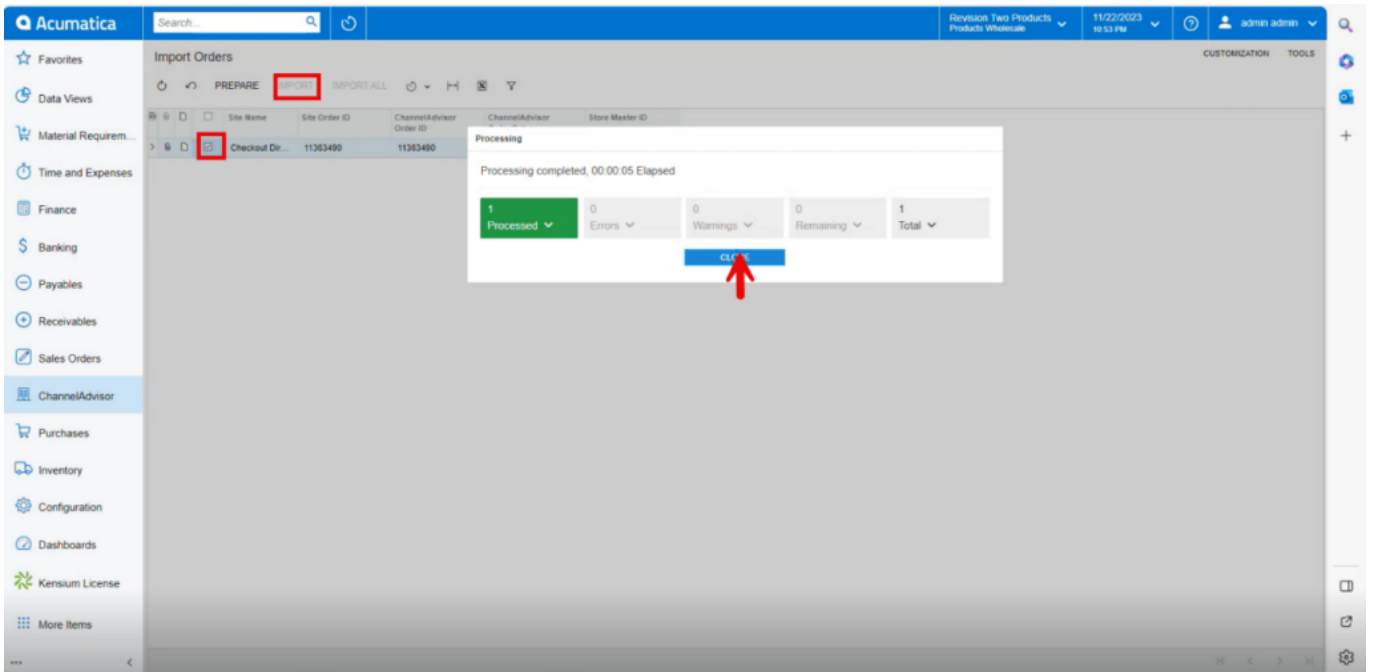 Acumatica
Search...
Revision Two Products
Products Wholesale
11/22/2023
10:53 PM
admin admin
Favorites
Data Views
Material Requirem...
Time and Expenses
Finance
Banking
Payables
Receivables
Sales Orders
ChannelAdvisor
Purchases
Inventory
Configuration
Dashboards
Kensium License
More Items
Import Orders
CUSTOMIZATION TOOLS
PREPARE IMPORT IMPORT ALL
Site Name Site Order ID ChannelAdvisor Order ID ChannelAdvisor Store Master ID
Checkout Dir... 11363490 11363490
Processing
Processing completed, 00:00:05 Elapsed
1 0 0 0 1
Processed Errors Warnings Remaining Total
CLOSE